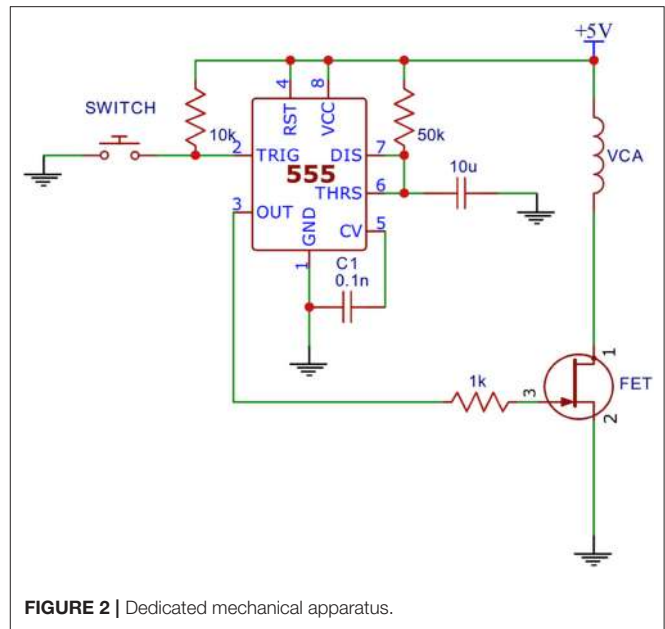 +5V
SWITCH
10k
4
RST
8
VCC
50k
2
TRIG
DIS
7
555
THRS
6
10u
VCA
3
OUT
GND
1
CV
5
C1
0.1n
1k
3
1
FET
2
FIGURE 2 | Dedicated mechanical apparatus.